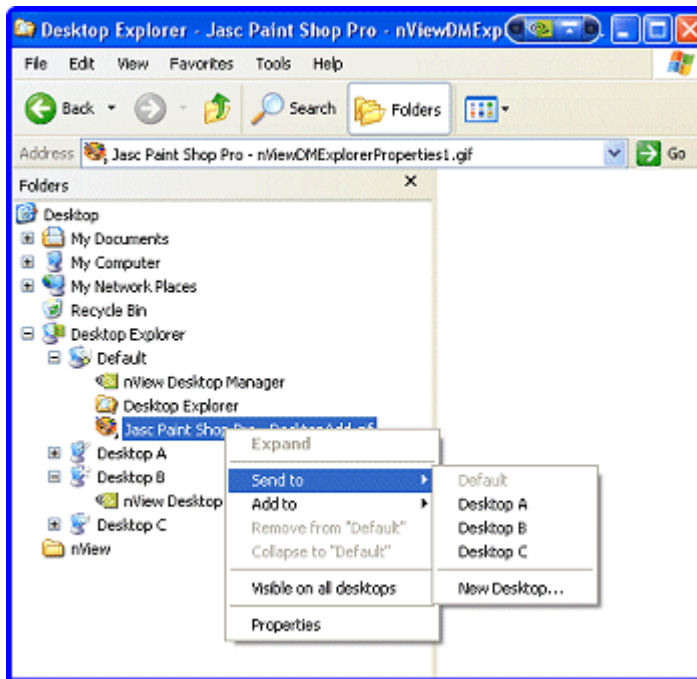 Desktop Explorer - Jasc Paint Shop Pro - nViewDMExp
File Edit View Favorites Tools Help
Back Search Folders
Address Jasc Paint Shop Pro - nViewDMExplorerProperties1.gif Go
Folders
Desktop
My Documents
My Computer
My Network Places
Recycle Bin
Desktop Explorer
Default
nView Desktop Manager
Desktop Explorer
Jasc Paint Shop Pro - DesktopAdd.gif
Desktop A
Desktop B
nView Desktop
Desktop C
nView
Expand
Send to
Add to
Remove from "Default"
Collapse to "Default"
Visible on all desktops
Properties
Default
Desktop A
Desktop B
Desktop C
New Desktop...